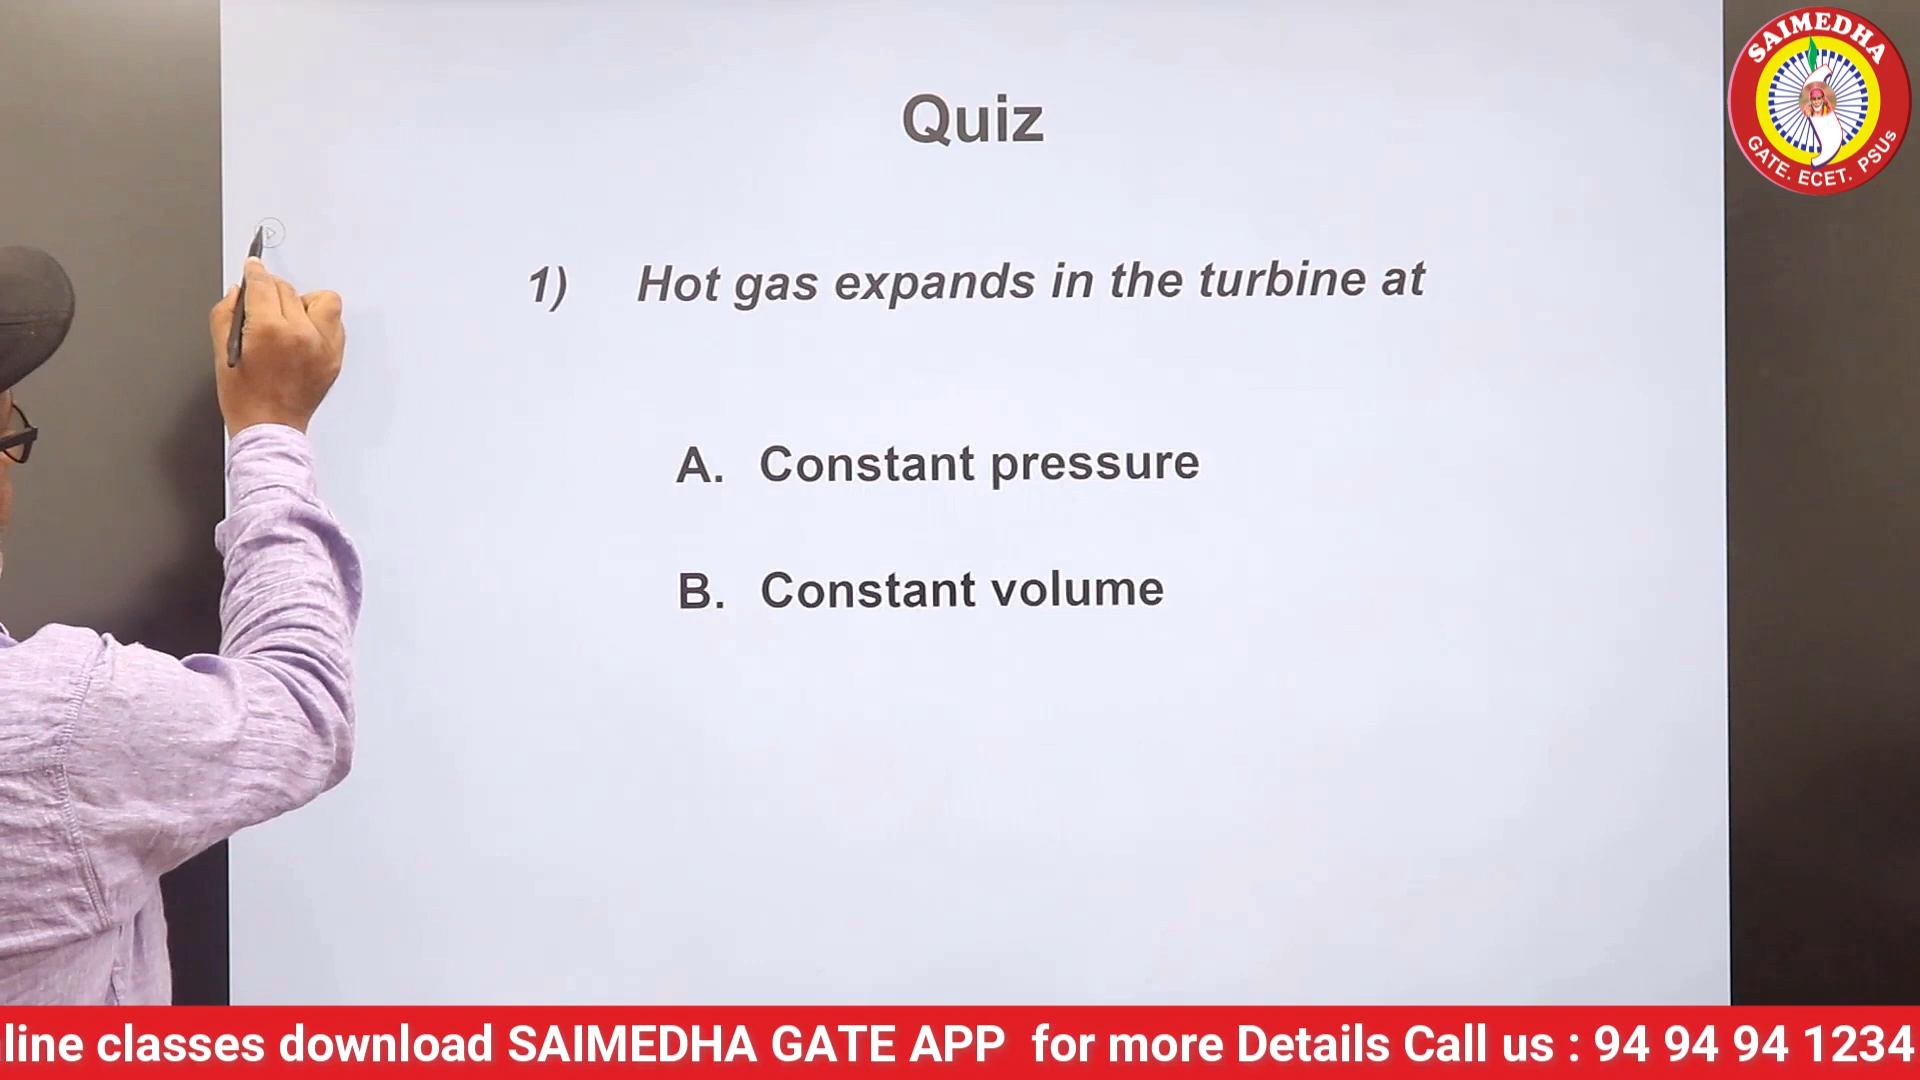 SAIMEDHA
GATE. ECET. PSUs
Quiz
1) Hot gas expands in the turbine at
A. Constant pressure
B. Constant volume
line classes download SAIMEDHA GATE APP for more Details Call us : 94 94 94 1234